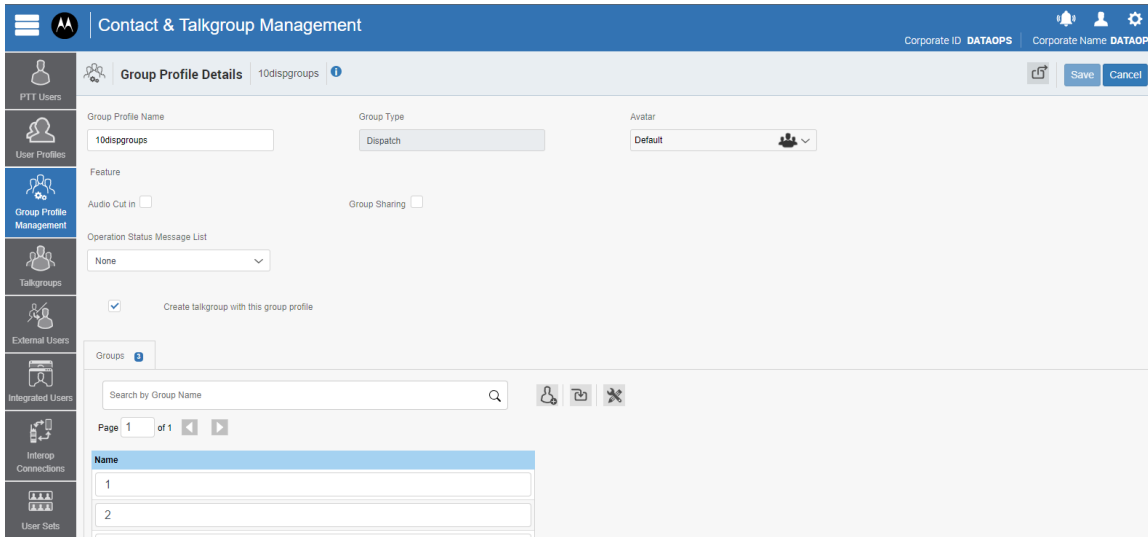 Contact & Talkgroup Management
Corporate ID DATAOPS Corporate Name DATAOP
PTT Users
User Profiles
Group Profile Management
Talkgroups
External Users
Integrated Users
Interop Connections
User Sets
Group Profile Details 10dispgroups
Save Cancel
Group Profile Name Group Type Avatar
10dispgroups Dispatch Default
Feature
Audio Cut in Group Sharing
Operation Status Message List
None
Create talkgroup with this group profile
Groups 3
Search by Group Name
Page 1 of 1
Name
1
2